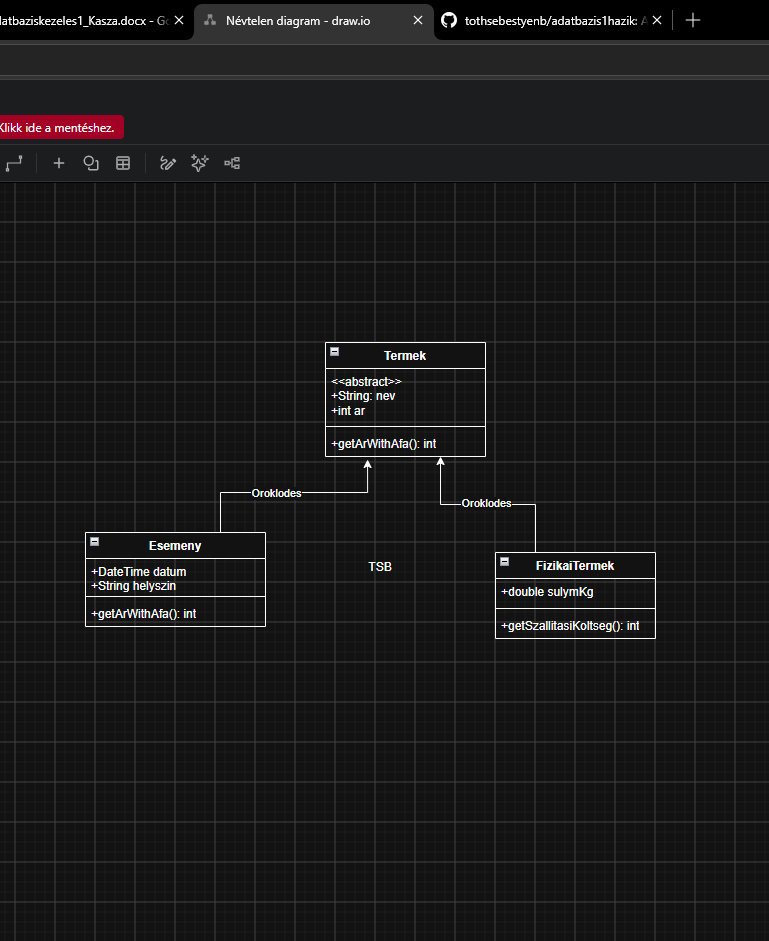 datbaziskezeles1_Kasza.docx - Go
Névtelen diagram - draw.io
tothsebestyenb/adatbazis1hazik: A
Klikk ide a mentéshez.
Termek
<<abstract>>
+String: nev
+int ar
+getArWithAfa(): int
Oroklodes
Oroklodes
Esemeny
+DateTime datum
+String helyszin
+getArWithAfa(): int
TSB
FizikaiTermek
+double sulymKg
+getSzallitasiKoltseg(): int